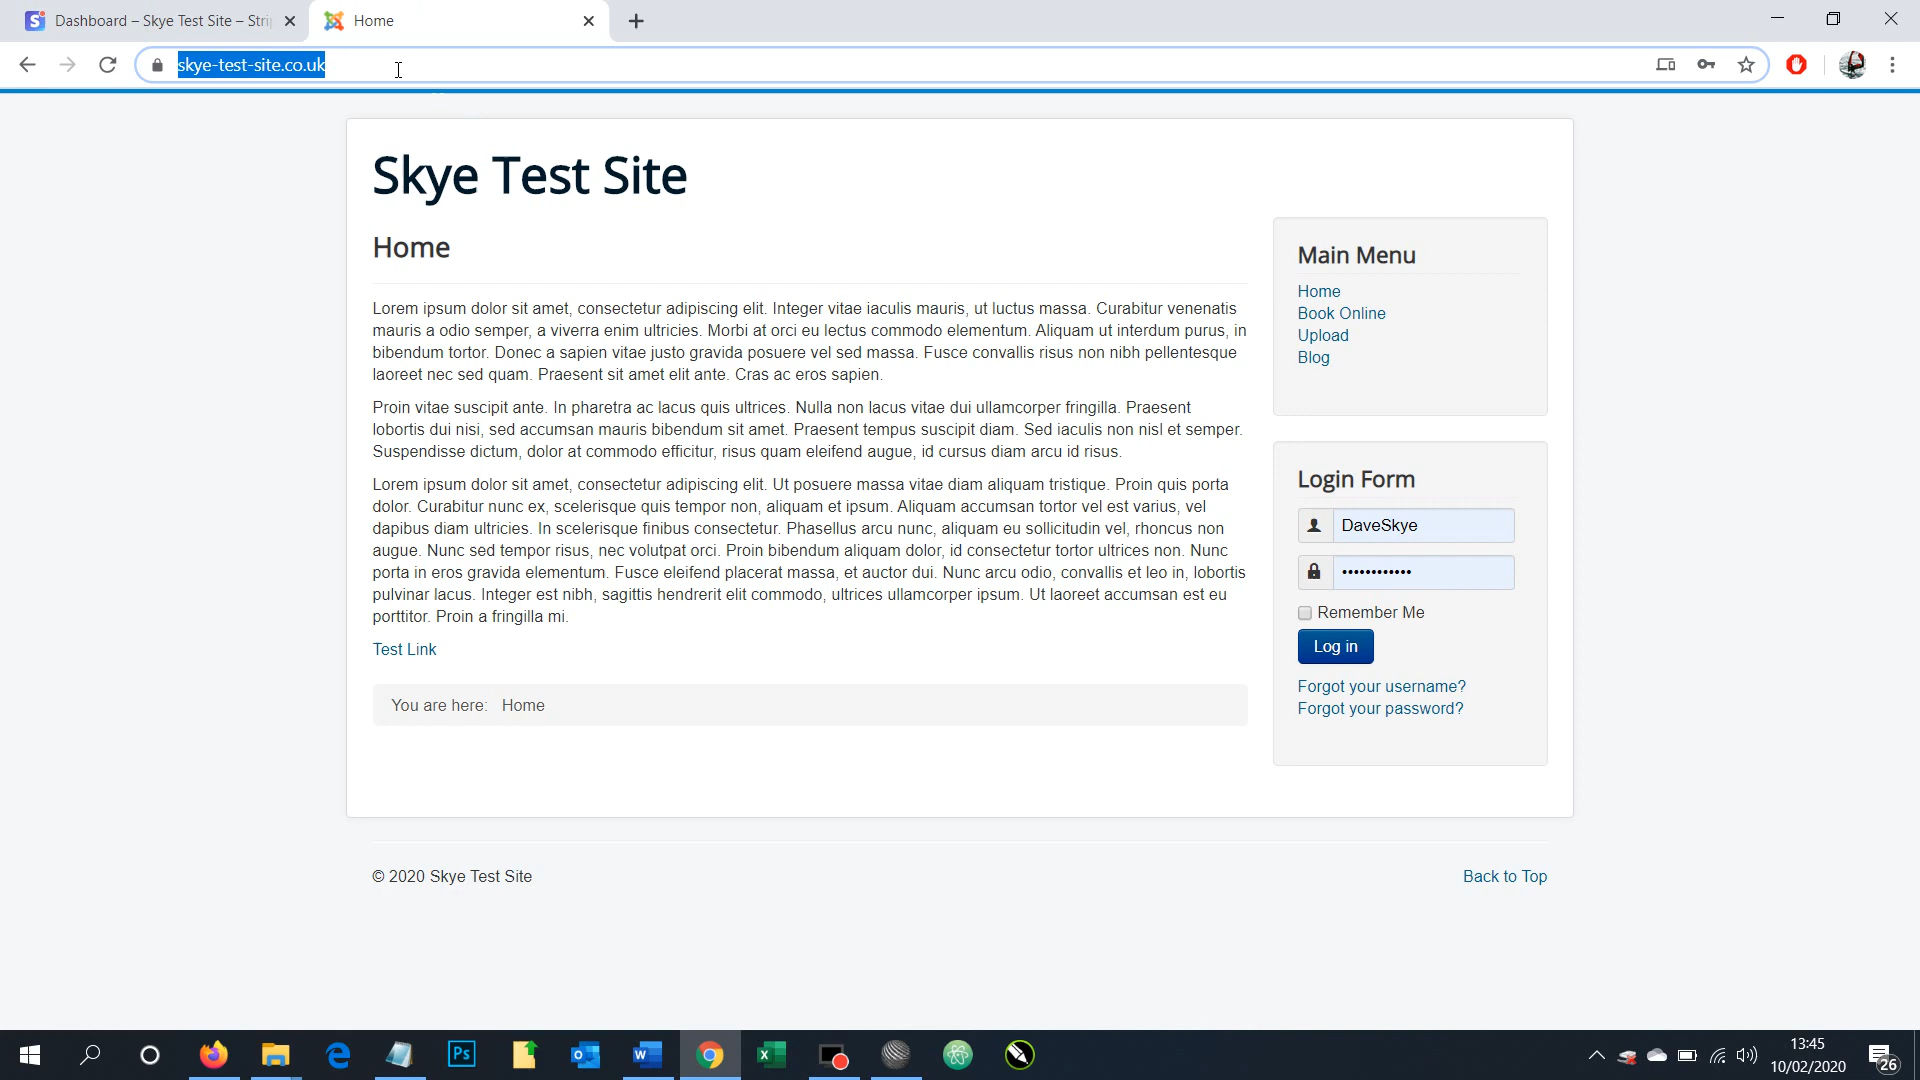 Dashboard – Skye Test Site – Stri
Home
skye-test-site.co.uk
Skye Test Site
Home
Lorem ipsum dolor sit amet, consectetur adipiscing elit. Integer vitae iaculis mauris, ut luctus massa. Curabitur venenatis
mauris a odio semper, a viverra enim ultricies. Morbi at orci eu lectus commodo elementum. Aliquam ut interdum purus, in
bibendum tortor. Donec a sapien vitae justo gravida posuere vel sed massa. Fusce convallis risus non nibh pellentesque
laoreet nec sed quam. Praesent sit amet elit ante. Cras ac eros sapien.
Proin vitae suscipit ante. In pharetra ac lacus quis ultrices. Nulla non lacus vitae dui ullamcorper fringilla. Praesent
lobortis dui nisi, sed accumsan mauris bibendum sit amet. Praesent tempus suscipit diam. Sed iaculis non nisl et semper.
Suspendisse dictum, dolor at commodo efficitur, risus quam eleifend augue, id cursus diam arcu id risus.
Lorem ipsum dolor sit amet, consectetur adipiscing elit. Ut posuere massa vitae diam aliquam tristique. Proin quis porta
dolor. Curabitur nunc ex, scelerisque quis tempor non, aliquam et ipsum. Aliquam accumsan tortor vel est varius, vel
dapibus diam ultricies. In scelerisque finibus consectetur. Phasellus arcu nunc, aliquam eu sollicitudin vel, rhoncus non
augue. Nunc sed tempor risus, nec volutpat orci. Proin bibendum aliquam dolor, id consectetur tortor ultrices non. Nunc
porta in eros gravida elementum. Fusce eleifend placerat massa, et auctor dui. Nunc arcu odio, convallis et leo in, lobortis
pulvinar lacus. Integer est nibh, sagittis hendrerit elit commodo, ultrices ullamcorper ipsum. Ut laoreet accumsan est eu
porttitor. Proin a fringilla mi.
Test Link
You are here: Home
Main Menu
Home
Book Online
Upload
Blog
Login Form
DaveSkye
••••••••••••
Remember Me
Log in
Forgot your username?
Forgot your password?
© 2020 Skye Test Site
Back to Top
13:45
10/02/2020
26